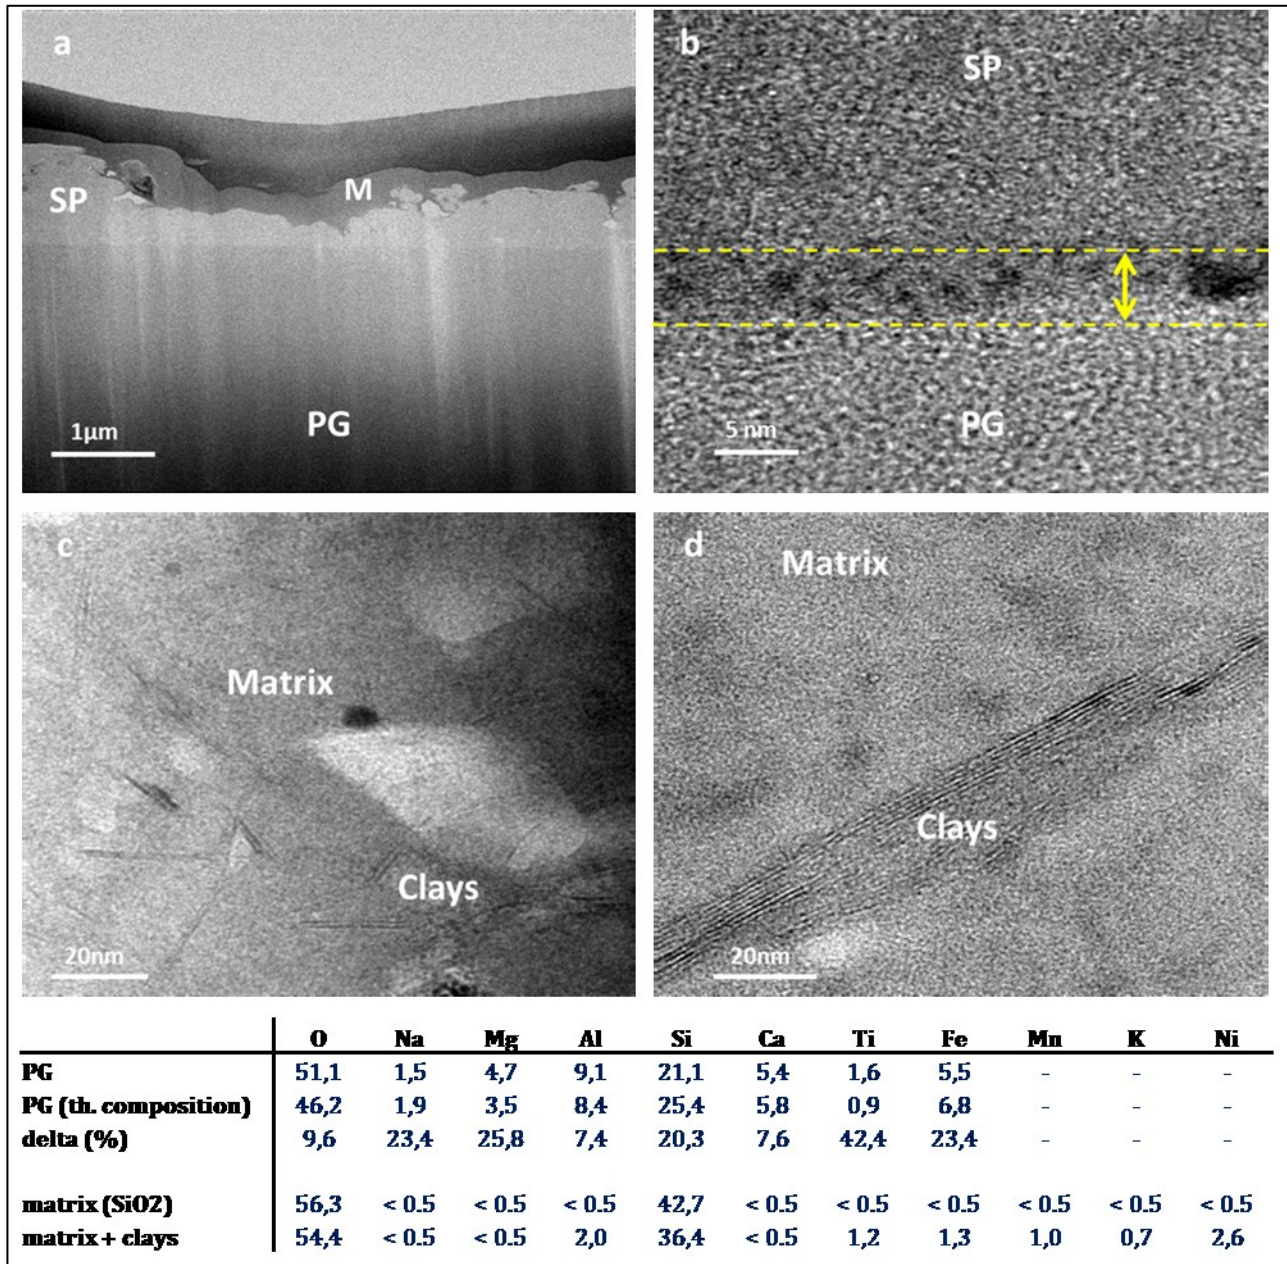 a
SP
M
PG
1µm
b
SP
PG
5 nm
c
Matrix
Clays
20nm
d
Matrix
Clays
20nm
O Na Mg Al Si Ca Ti Fe Mn K Ni
PG 51,1 1,5 4,7 9,1 21,1 5,4 1,6 5,5 - - -
PG (th. composition) 46,2 1,9 3,5 8,4 25,4 5,8 0,9 6,8 - - -
delta (%) 9,6 23,4 25,8 7,4 20,3 7,6 42,4 23,4 - - -
matrix (SiO2) 56,3 < 0.5 < 0.5 < 0.5 42,7 < 0.5 < 0.5 < 0.5 < 0.5 < 0.5 < 0.5
matrix + clays 54,4 < 0.5 < 0.5 2,0 36,4 < 0.5 1,2 1,3 1,0 0,7 2,6